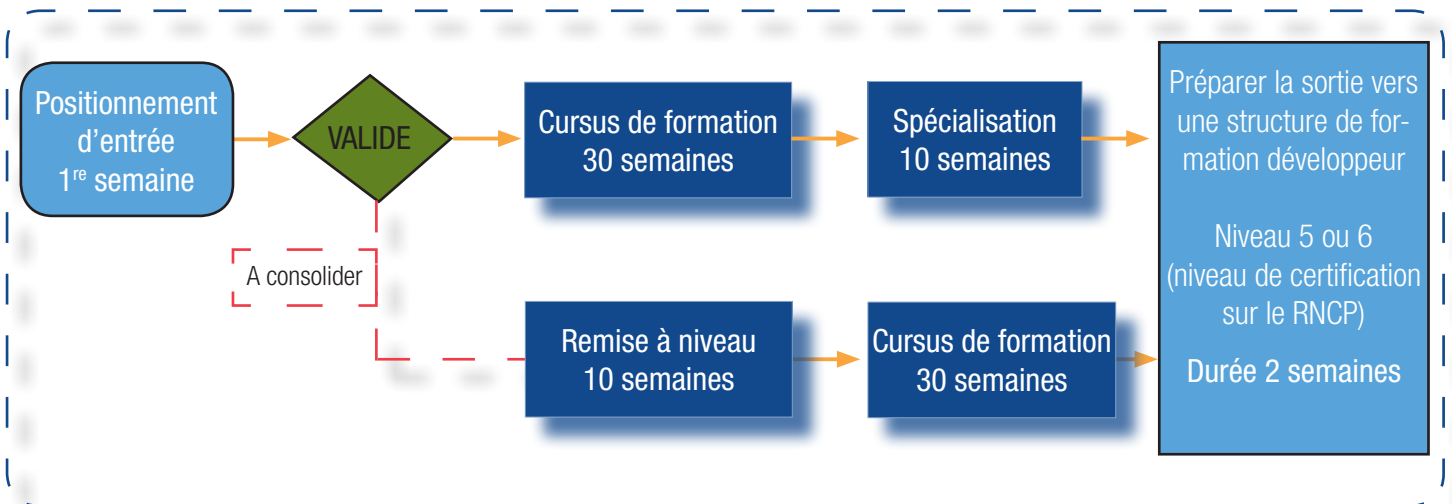 Positionnement
d’entrée
1re semaine
VALIDE
Cursus de formation
30 semaines
Spécialisation
10 semaines
A consolider
Remise à niveau
10 semaines
Cursus de formation
30 semaines
Préparer la sortie vers
une structure de for-
mation développeur
Niveau 5 ou 6
(niveau de certification
sur le RNCP)
Durée 2 semaines